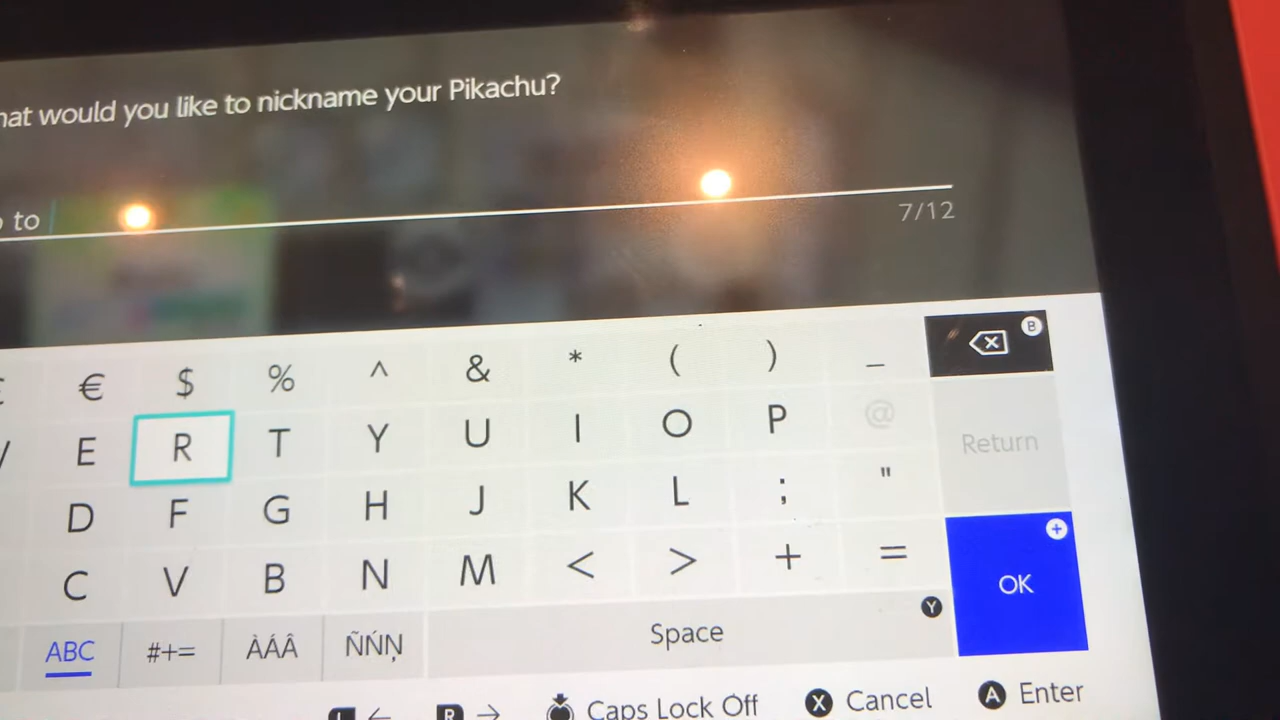 would you like to nickname your Pikachu?
to
7/12
€ $ % ^ & * ( ) _
B
E R T Y U I O P @
Return
D F G H J K L ; "
C V B N M < > + =
+
OK
ABC #+= ÀÁÂ ÑŃŅ Space Y
L ← R → Caps Lock Off X Cancel A Enter